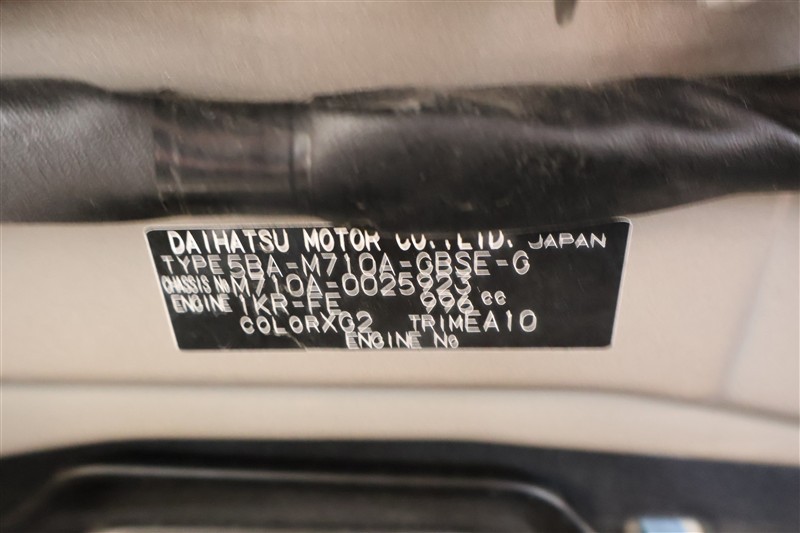 DAIHATSU MOTOR CO.,LTD. JAPAN
TYPE 5BA-M710A-GBSE-G
CHASSIS No M710A-0025923
ENGINE 1KR-FE 996 cc
COLOR XG2 TRIM EA10
ENGINE No